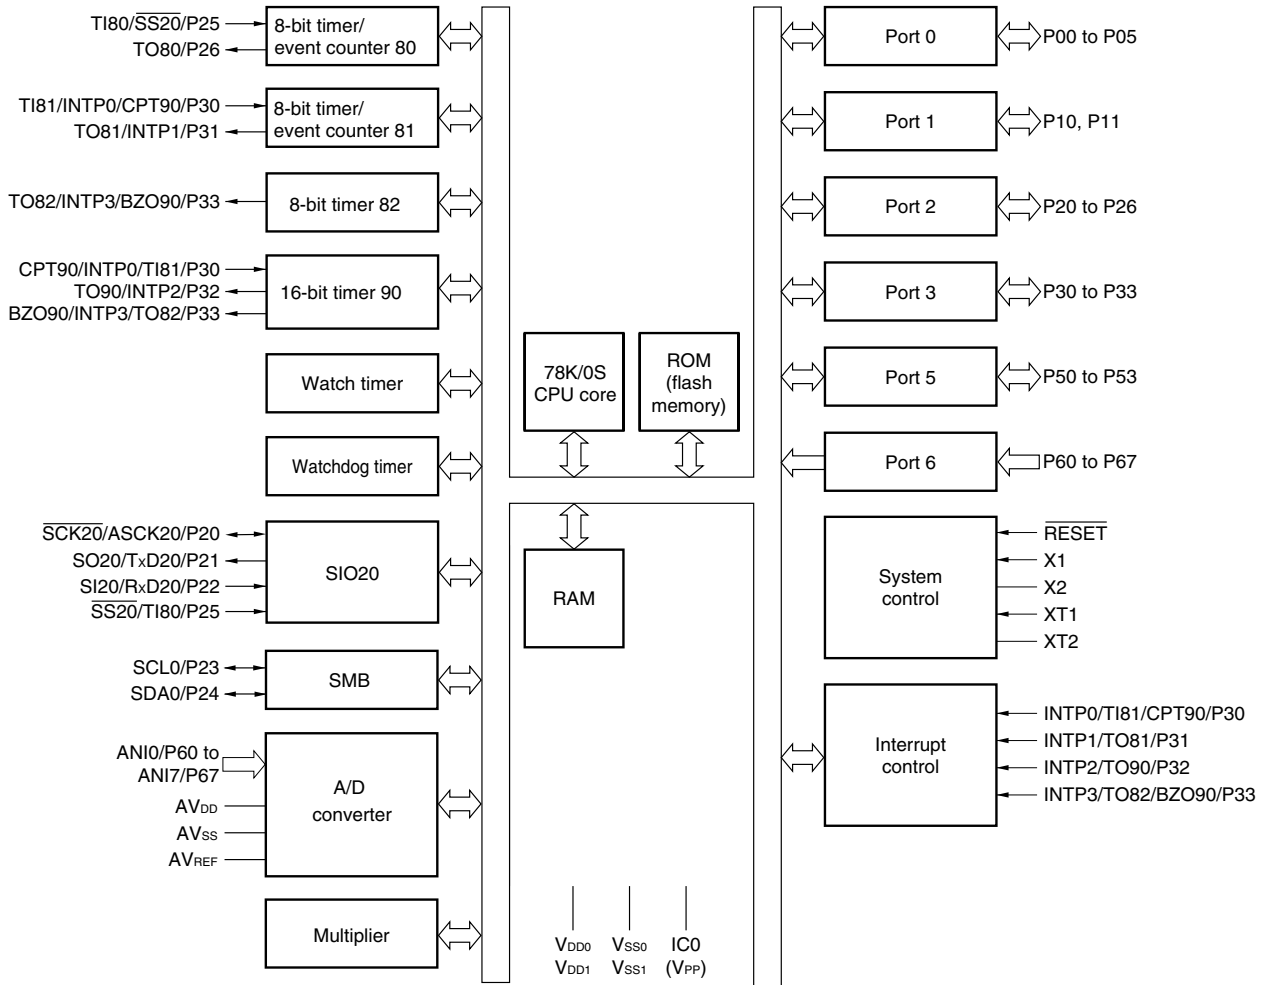 TI80/SS20/P25
TO80/P26
8-bit timer/
event counter 80
TI81/INTP0/CPT90/P30
TO81/INTP1/P31
8-bit timer/
event counter 81
TO82/INTP3/BZO90/P33
8-bit timer 82
CPT90/INTP0/TI81/P30
TO90/INTP2/P32
BZO90/INTP3/TO82/P33
16-bit timer 90
Watch timer
Watchdog timer
SCK20/ASCK20/P20
SO20/TxD20/P21
SI20/RxD20/P22
SS20/TI80/P25
SIO20
SCL0/P23
SDA0/P24
SMB
ANI0/P60 to
ANI7/P67
AVDD
AVSS
AVREF
A/D
converter
Multiplier
78K/0S
CPU core
ROM
(flash
memory)
RAM
VDD0
VDD1
VSS0
VSS1
IC0
(VPP)
Port 0
P00 to P05
Port 1
P10, P11
Port 2
P20 to P26
Port 3
P30 to P33
Port 5
P50 to P53
Port 6
P60 to P67
System
control
RESET
X1
X2
XT1
XT2
Interrupt
control
INTP0/TI81/CPT90/P30
INTP1/TO81/P31
INTP2/TO90/P32
INTP3/TO82/BZO90/P33